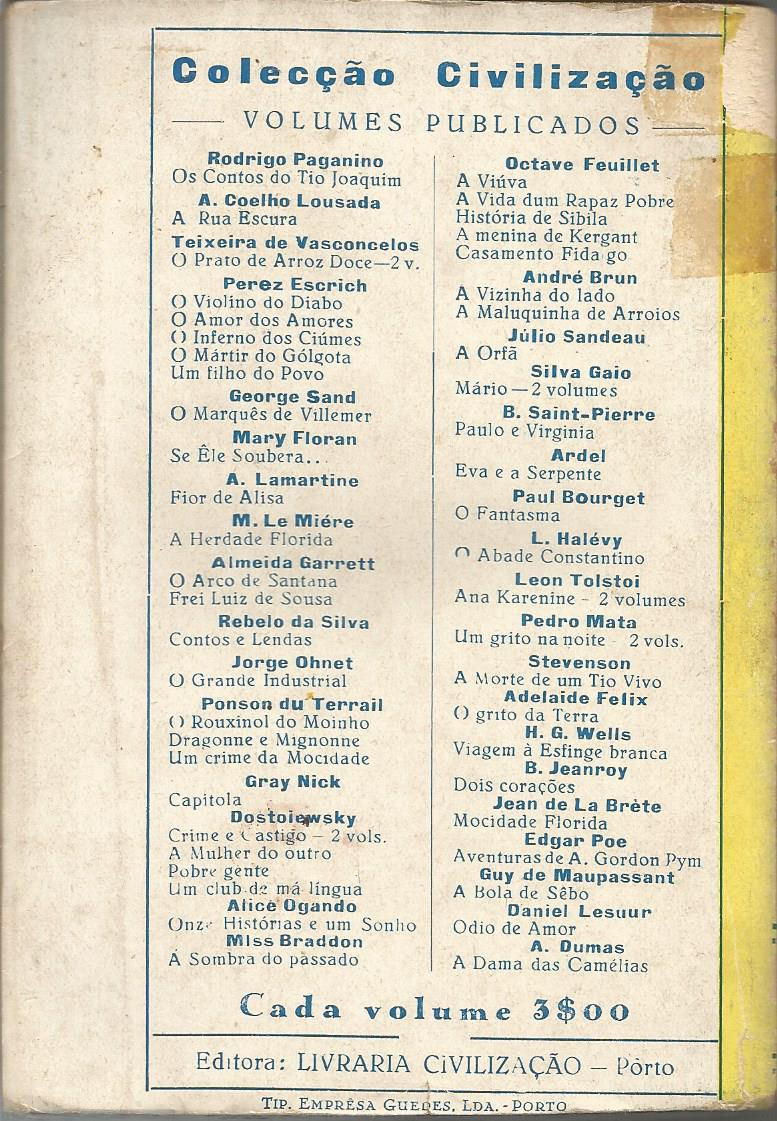 Colecção Civilização
VOLUMES PUBLICADOS
Rodrigo Paganino
Os Contos do Tio Joaquim
A. Coelho Lousada
A Rua Escura
Teixeira de Vasconcelos
O Prato de Arroz Doce—2 v.
Perez Escrich
O Violino do Diabo
O Amor dos Amores
O Inferno dos Ciúmes
O Mártir do Gólgota
Um filho do Povo
George Sand
O Marquês de Villemer
Mary Floran
Se Êle Soubera...
A. Lamartine
Fior de Alisa
M. Le Miére
A Herdade Florida
Almeida Garrett
O Arco de Santana
Frei Luiz de Sousa
Rebelo da Silva
Contos e Lendas
Jorge Ohnet
O Grande Industrial
Ponson du Terrail
O Rouxinol do Moinho
Dragonne e Mignonne
Um crime da Mocidade
Gray Nick
Capitola
Dostoiewsky
Crime e Castigo — 2 vols.
A Mulher do outro
Pobre gente
Um club de má língua
Alice Ogando
Onze Histórias e um Sonho
Miss Braddon
Á Sombra do passado
Octave Feuillet
A Viúva
A Vida dum Rapaz Pobre
História de Sibila
A menina de Kergant
Casamento Fida go
André Brun
A Vizinha do lado
A Maluquinha de Arroios
Júlio Sandeau
A Orfã
Silva Gaio
Mário — 2 volumes
B. Saint-Pierre
Paulo e Virginia
Ardel
Eva e a Serpente
Paul Bourget
O Fantasma
L. Halévy
O Abade Constantino
Leon Tolstoi
Ana Karenine - 2 volumes
Pedro Mata
Um grito na noite 2 vols.
Stevenson
A Morte de um Tio Vivo
Adelaide Felix
O grito da Terra
H. G. Wells
Viagem à Esfinge branca
B. Jeanroy
Dois corações
Jean de La Brète
Mocidade Florida
Edgar Poe
Aventuras de A. Gordon Pym
Guy de Maupassant
A Bola de Sêbo
Daniel Lesuur
Odio de Amor
A. Dumas
A Dama das Camélias
Cada volume 3$00
Editora: LIVRARIA CIVILIZAÇÃO — Pôrto
TIP. EMPRÊSA GUEDES, LDA.-PORTO